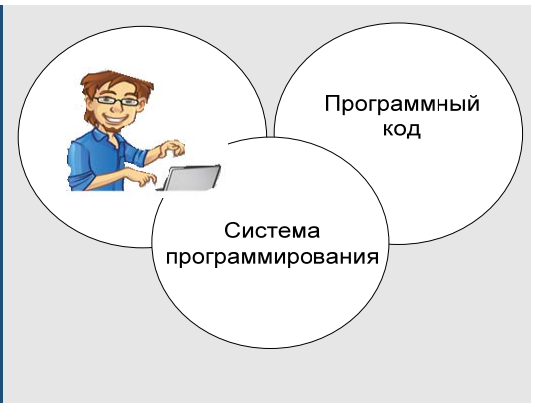 Программный
код
Система
программирования